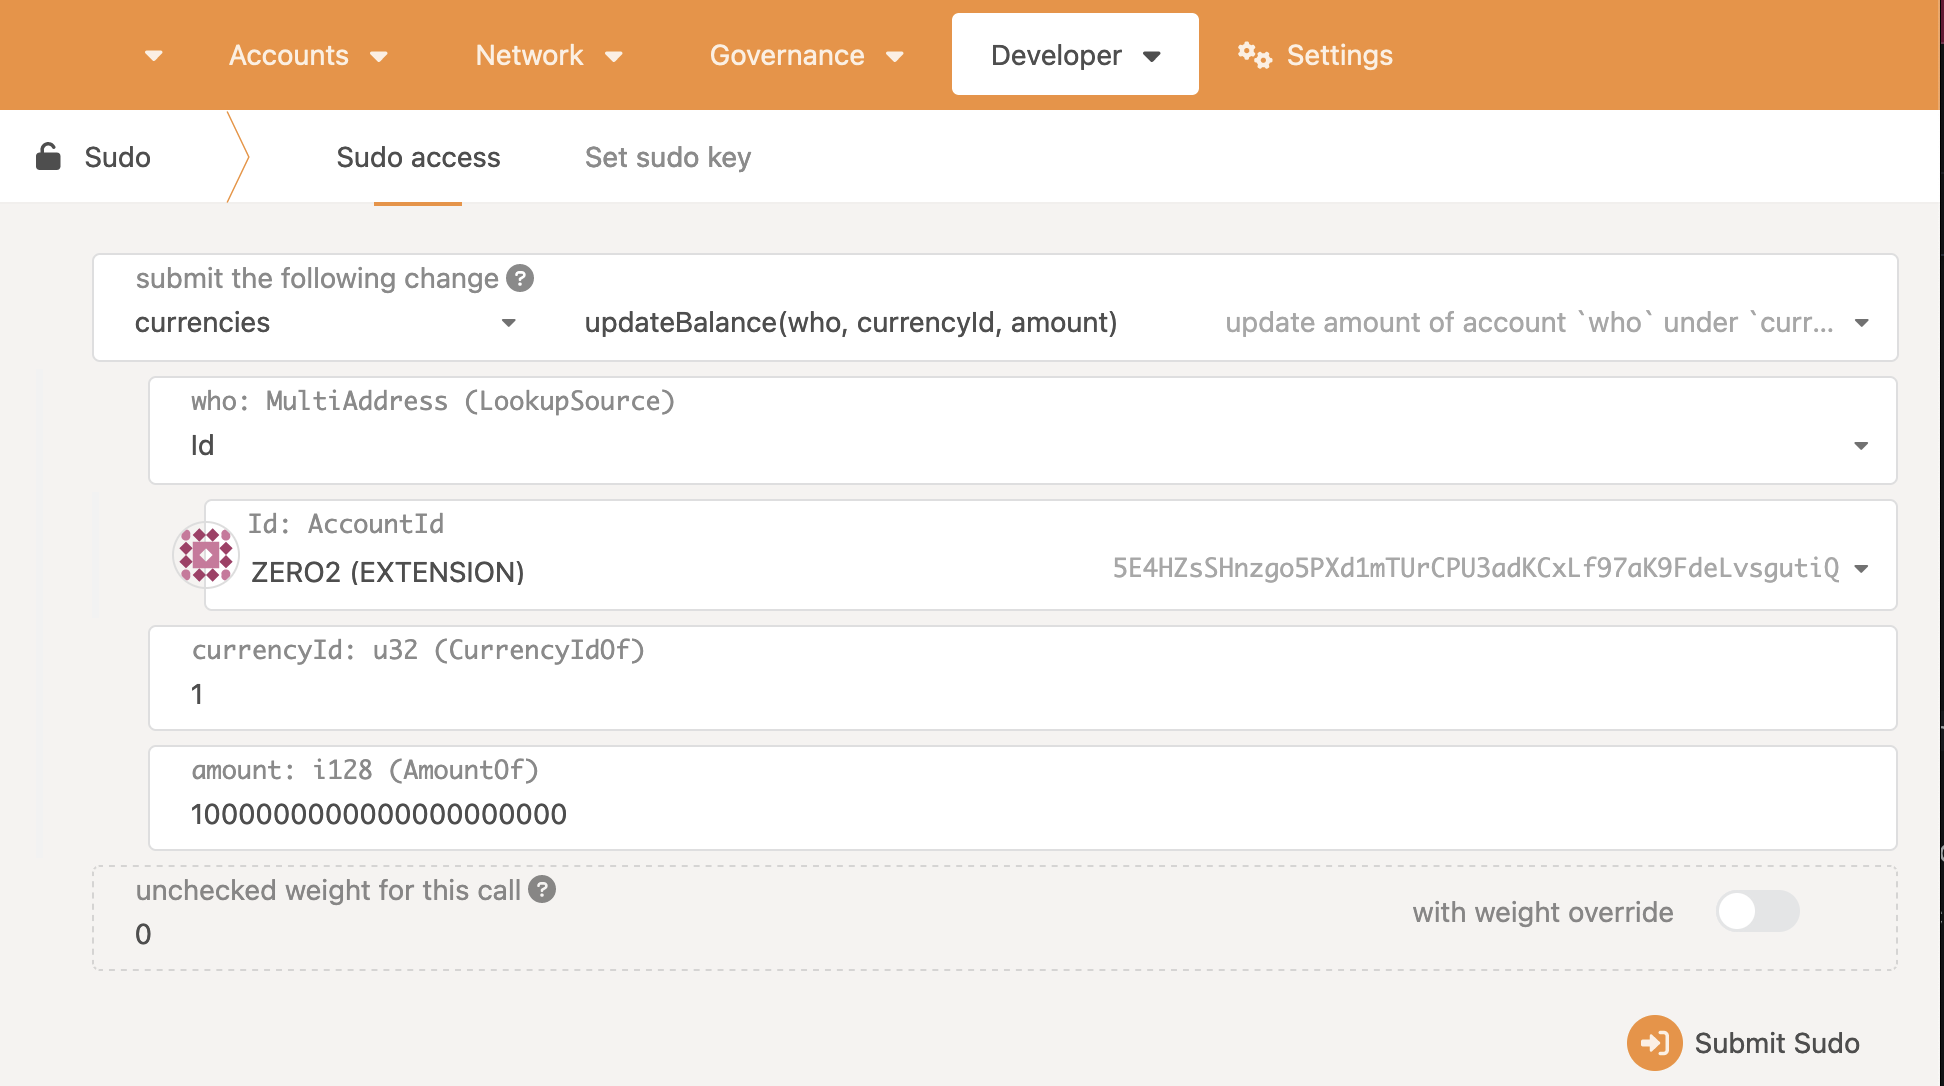 Accounts Network Governance Developer Settings
Sudo Sudo access Set sudo key
submit the following change ?
currencies updateBalance(who, currencyId, amount) update amount of account `who` under `curr...
who: MultiAddress (LookupSource)
Id
Id: AccountId
ZERO2 (EXTENSION) 5E4HZsSHnzgo5PXd1mTUrCPU3adKCxLf97aK9FdeLvsgutiQ
currencyId: u32 (CurrencyIdOf)
1
amount: i128 (AmountOf)
10000000000000000000000
unchecked weight for this call ?
0
with weight override
Submit Sudo